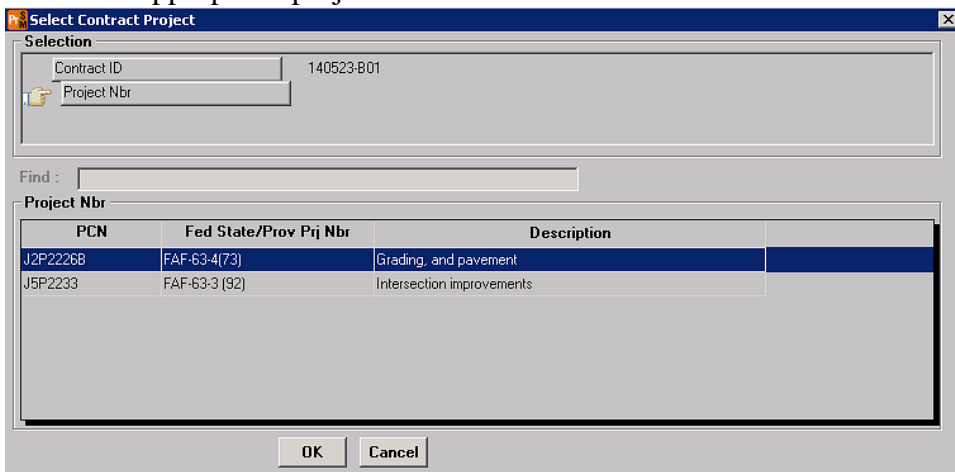 Select Contract Project
Selection
Contract ID 140523-B01
Project Nbr
Find :
Project Nbr
PCN Fed State/Prov Prj Nbr Description
J2P2226B FAF-63-4(73) Grading, and pavement
J5P2233 FAF-63-3 (92) Intersection improvements
OK Cancel